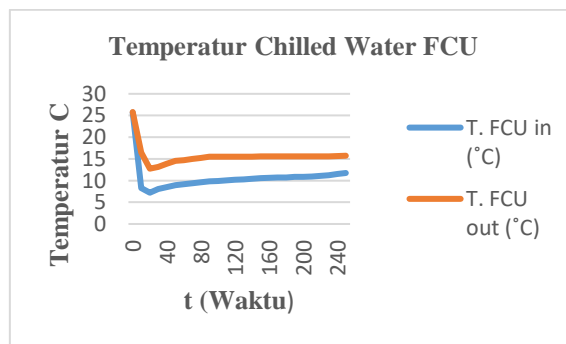 Temperatur Chilled Water FCU
Temperatur C
30
25
20
15
10
5
0
0
40
80
120
160
200
240
t (Waktu)
T. FCU in
(˚C)
T. FCU
out (˚C)